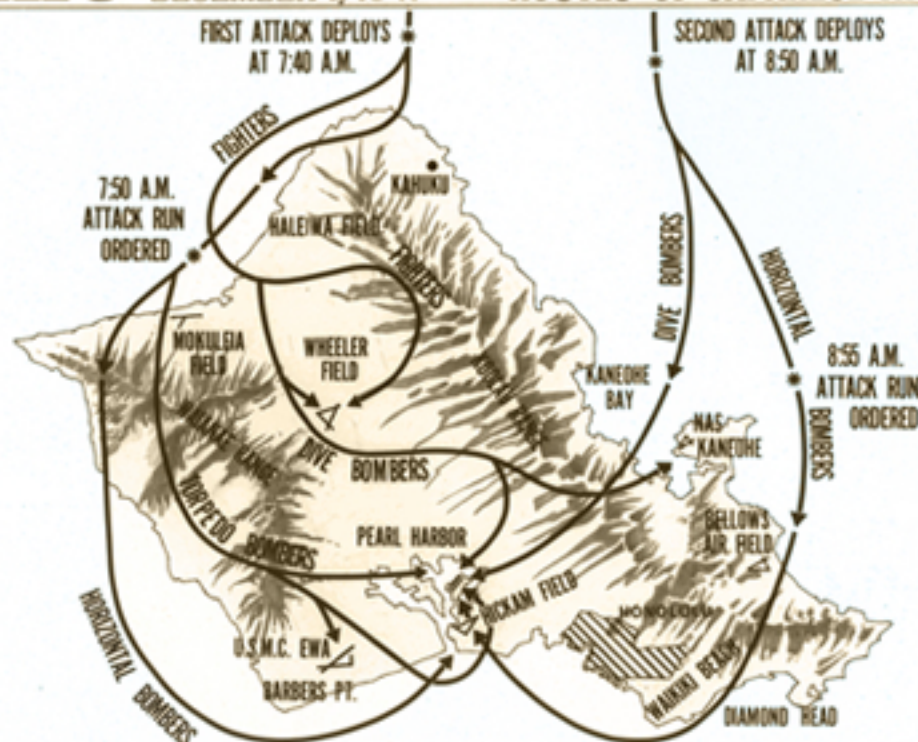 FIRST ATTACK DEPLOYS
AT 7:40 A.M.
SECOND ATTACK DEPLOYS
AT 8:50 A.M.
FIGHTERS
7:50 A.M.
ATTACK RUN
ORDERED
KAHUKU
HALEIWA FIELD
FIGHTERS
DIVE BOMBERS
HORIZONTAL
BOMBERS
MOKULEIA
FIELD
WHEELER
FIELD
KANEOHE
BAY
8:55 A.M.
ATTACK RUN
ORDERED
NAS
KANEOHE
WAIANAE RANGE
DIVE
BOMBERS
TORPEDO BOMBERS
PEARL HARBOR
BELLOWS
AIR FIELD
HICKAM FIELD
HONOLULU
HORIZONTAL
BOMBERS
U.S.M.C. EWA
BARBERS PT.
WAIKIKI BEACH
DIAMOND HEAD